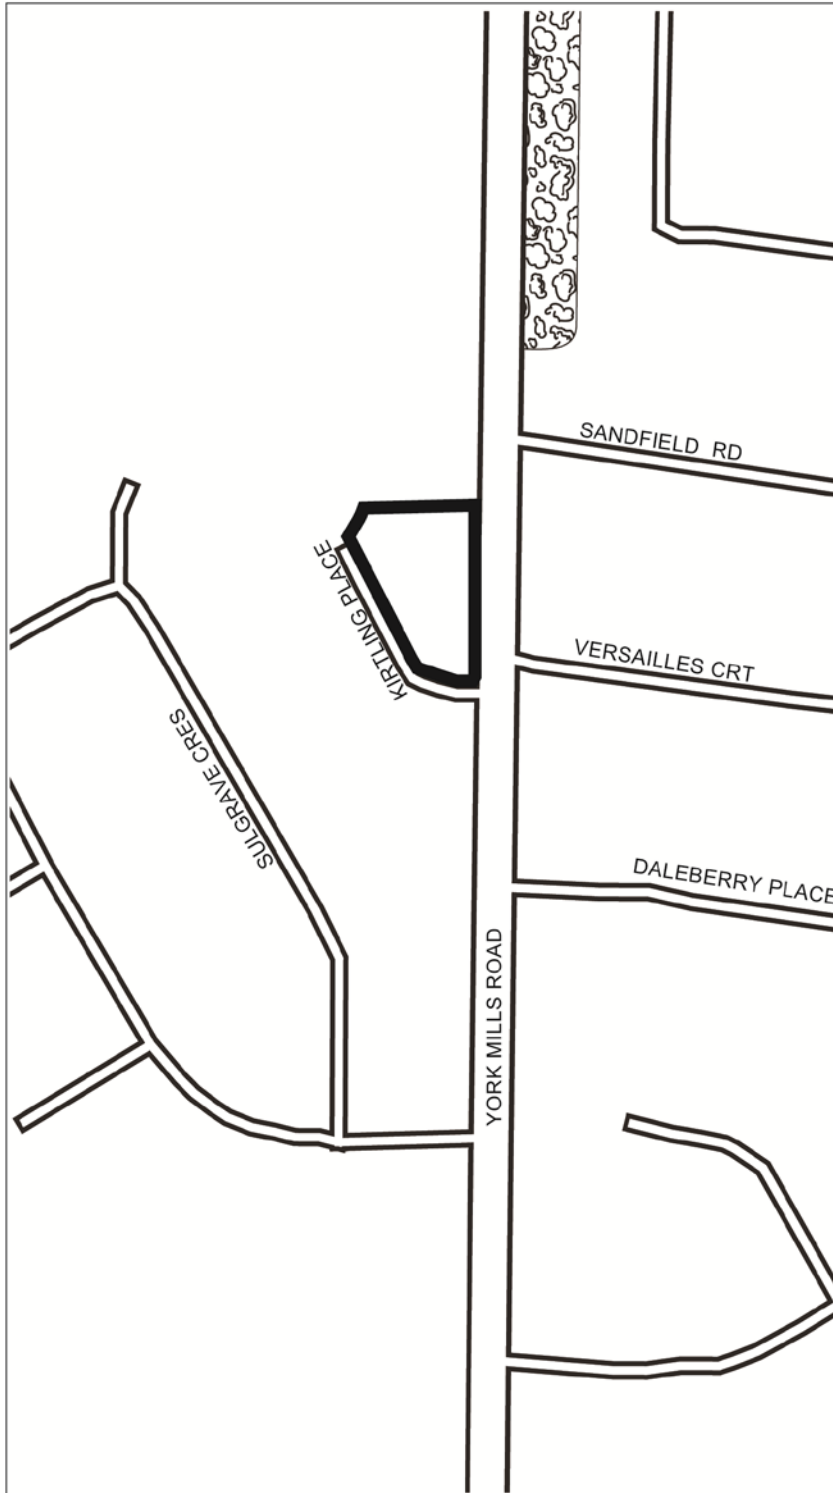 SANDFIELD RD
KIRTLING PLACE
VERSAILLES CRT
SULGRAVE CRES
DALEBERRY PLACE
YORK MILLS ROAD